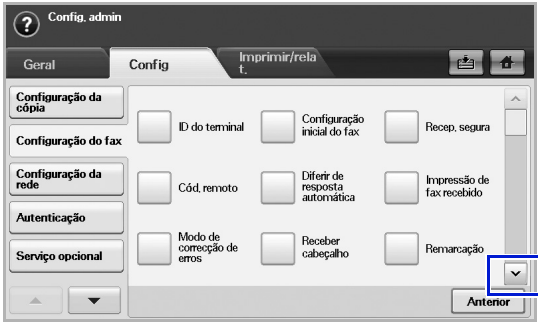 Config. admin
Geral
Config
Imprimir/rela
t.
Configuração da
cópia
Configuração do fax
Configuração da
rede
Autenticação
Serviço opcional
ID do terminal
Configuração
inicial do fax
Recep. segura
Cód. remoto
Diferir de
resposta
automática
Impressão de
fax recebido
Modo de
correcção de
erros
Receber
cabeçalho
Remarcação
Anterior